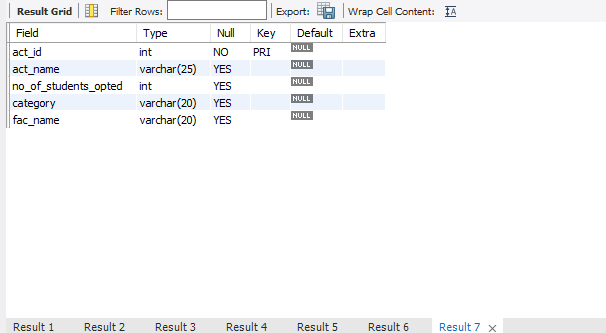 Result Grid Filter Rows: Export: Wrap Cell Content:
Field Type Null Key Default Extra
act_id int NO PRI NULL
act_name varchar(25) YES NULL
no_of_students_opted int YES NULL
category varchar(20) YES NULL
fac_name varchar(20) YES NULL
Result 1 Result 2 Result 3 Result 4 Result 5 Result 6 Result 7